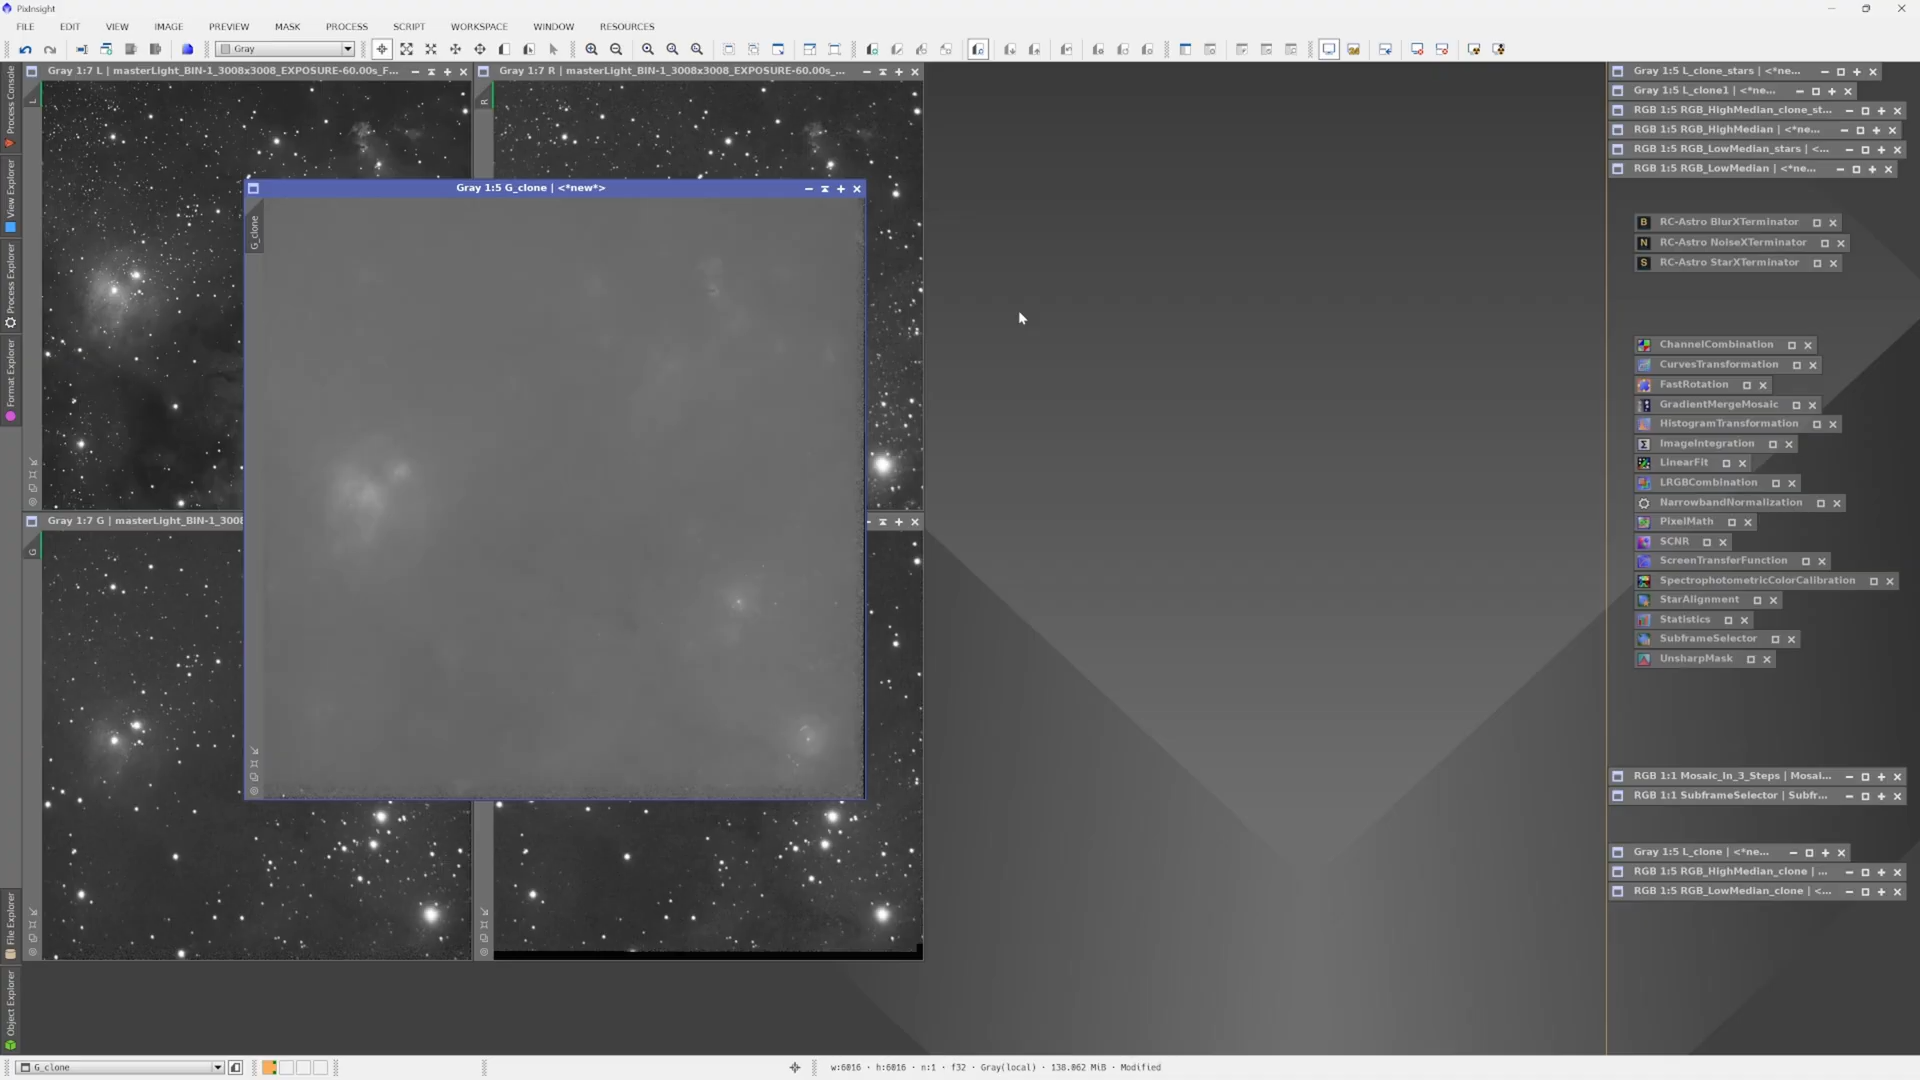 PixInsight
FILE EDIT VIEW IMAGE PREVIEW MASK PROCESS SCRIPT WORKSPACE WINDOW RESOURCES
Gray
Gray 1:7 L | masterLight_BIN-1_3008x3008_EXPOSURE-60.00s_F...
Gray 1:7 R | masterLight_BIN-1_3008x3008_EXPOSURE-60.00s_...
L
R
Process Console
View Explorer
Process Explorer
Format Explorer
File Explorer
Object Explorer
Gray 1:5 G_clone | <*new*>
G_clone
Gray 1:7 G | masterLight_BIN-1_3008
G
Gray 1:5 L_clone_stars | <*ne...
Gray 1:5 L_clone1 | <*ne...
RGB 1:5 RGB_HighMedian_clone_st...
RGB 1:5 RGB_HighMedian | <*ne...
RGB 1:5 RGB_LowMedian_stars | <...
RGB 1:5 RGB_LowMedian | <*ne...
B RC-Astro BlurXTerminator
N RC-Astro NoiseXTerminator
S RC-Astro StarXTerminator
ChannelCombination
CurvesTransformation
FastRotation
GradientMergeMosaic
HistogramTransformation
ImageIntegration
LinearFit
LRGBCombination
NarrowbandNormalization
PixelMath
SCNR
ScreenTransferFunction
SpectrophotometricColorCalibration
StarAlignment
Statistics
SubframeSelector
UnsharpMask
RGB 1:1 Mosaic_In_3_Steps | Mosai...
RGB 1:1 SubframeSelector | Subfr...
Gray 1:5 L_clone | <*ne...
RGB 1:5 RGB_HighMedian_clone | ...
RGB 1:5 RGB_LowMedian_clone | <...
G_clone
w:6016 · h:6016 · n:1 · f32 · Gray(local) · 138.062 MiB · Modified